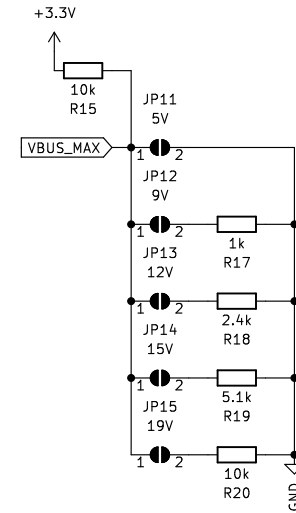 +3.3V
10k
R15
VBUS_MAX
JP11
5V
1 2
JP12
9V
1 2
1k
R17
JP13
12V
1 2
2.4k
R18
JP14
15V
1 2
5.1k
R19
JP15
19V
1 2
10k
R20
GND